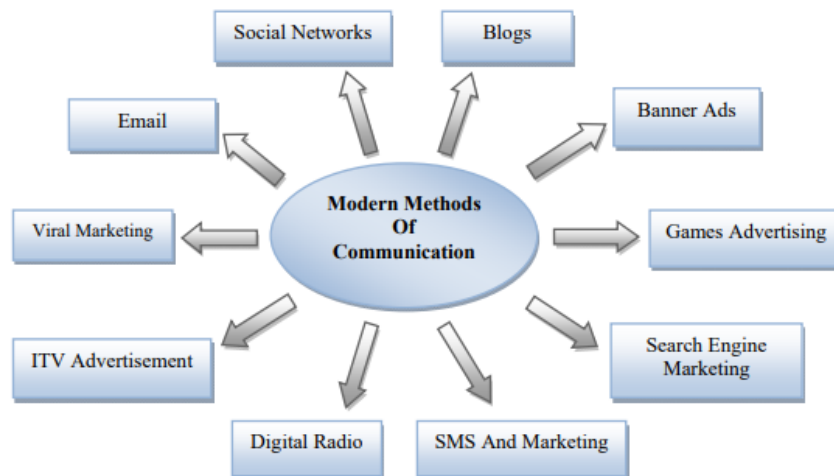 Social Networks
Blogs
Email
Banner Ads
Modern Methods
Of
Communication
Viral Marketing
Games Advertising
ITV Advertisement
Search Engine
Marketing
Digital Radio
SMS And Marketing